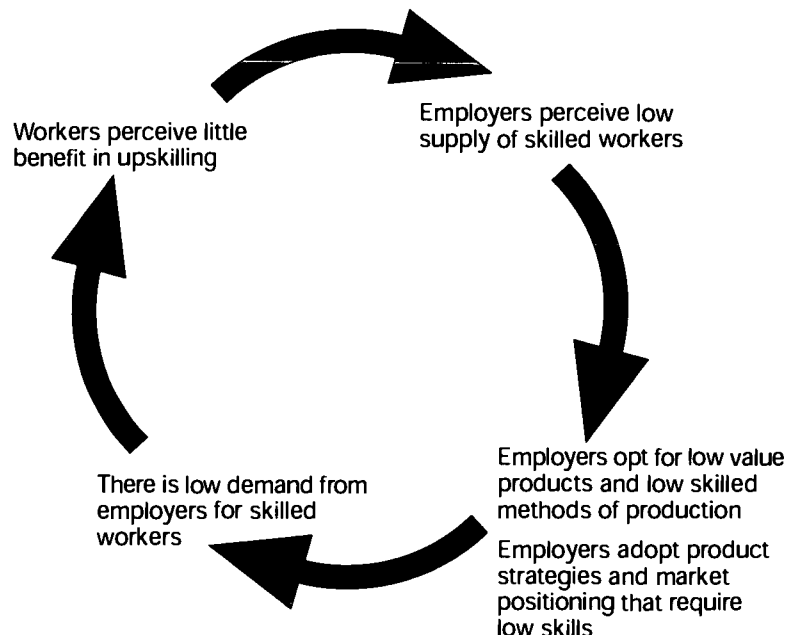 Workers perceive little
benefit in upskilling
Employers perceive low
supply of skilled workers
Employers opt for low value
products and low skilled
methods of production
Employers adopt product
strategies and market
positioning that require
low skills
There is low demand from
employers for skilled
workers